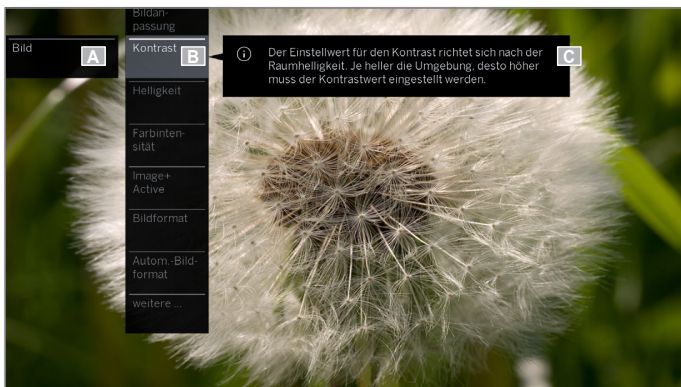 Bildan-
passung
Bild
A
Kontrast
B
Der Einstellwert für den Kontrast richtet sich nach der
Raumhelligkeit. Je heller die Umgebung, desto höher
muss der Kontrastwert eingestellt werden.
C
Helligkeit
Farbinten-
sität
Image+
Active
Bildformat
Autom.-Bild-
format
weitere ...